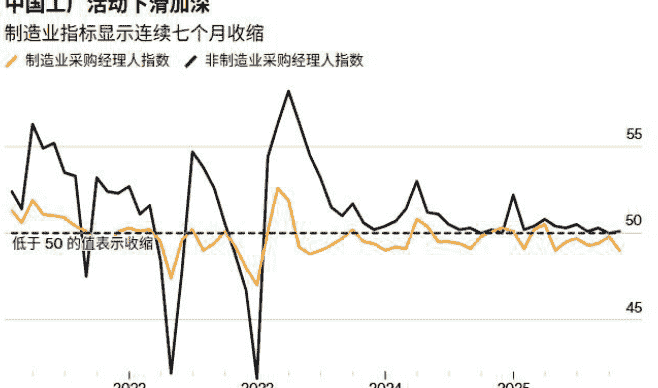 中国工厂活动下滑加深
制造业指标显示连续七个月收缩
制造业采购经理人指数 非制造业采购经理人指数
55
50
低于 50 的值表示收缩
45
2022 2023 2024 2025